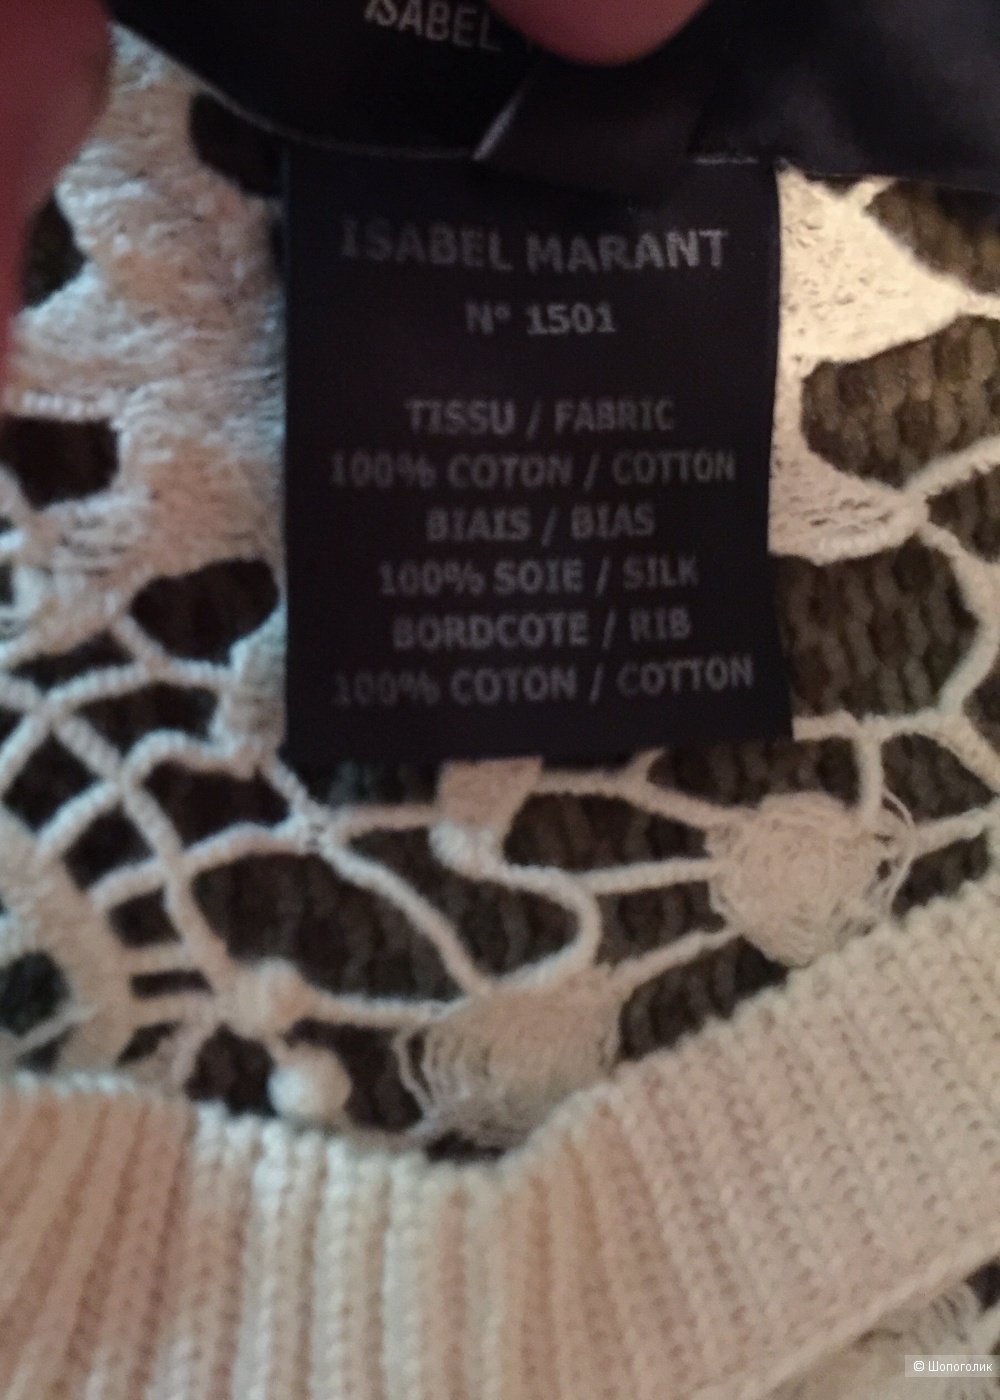 ISABEL
ISABEL MARANT
N° 1501
TISSU / FABRIC
100% COTON / COTTON
BIAIS / BIAS
100% SOIE / SILK
BORDCOTE / RIB
100% COTON / COTTON
© Шопоголик